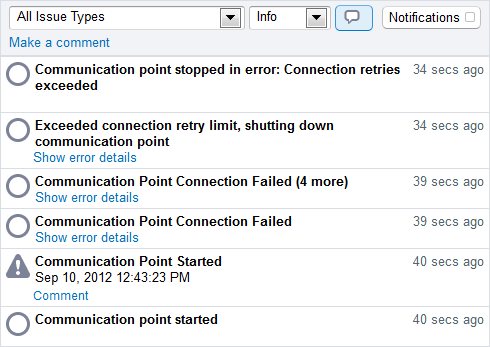 All Issue Types Info Notifications
Make a comment
Communication point stopped in error: Connection retries 34 secs ago
exceeded
Exceeded connection retry limit, shutting down 34 secs ago
communication point
Show error details
Communication Point Connection Failed (4 more) 39 secs ago
Show error details
Communication Point Connection Failed 39 secs ago
Show error details
Communication Point Started 40 secs ago
Sep 10, 2012 12:43:23 PM
Comment
Communication point started 40 secs ago